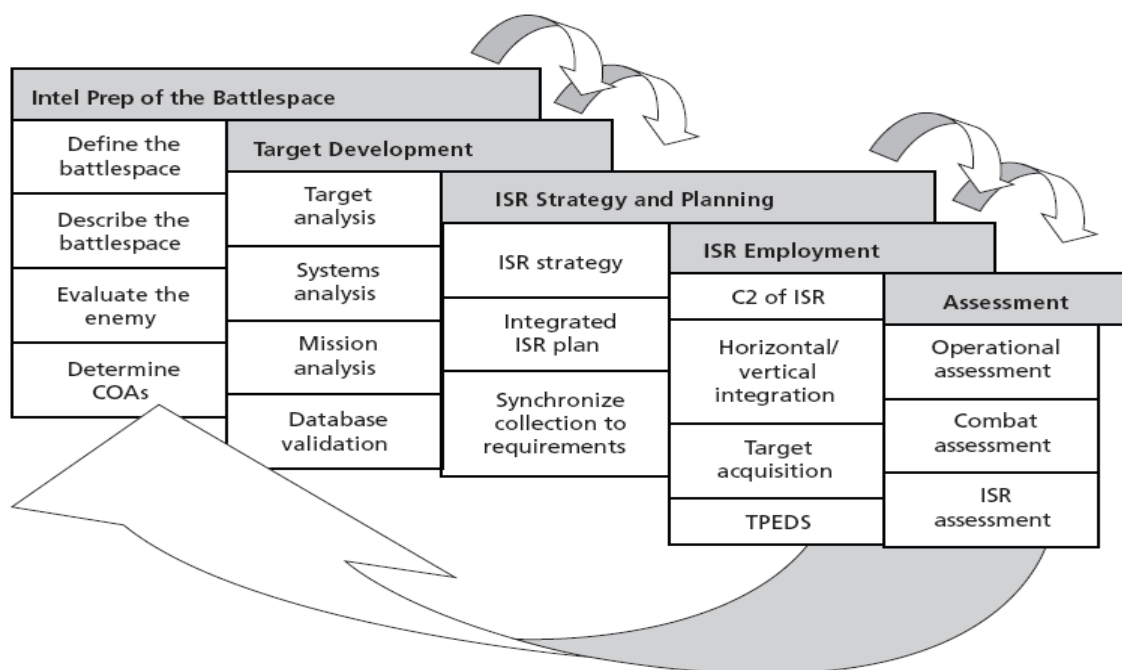 Intel Prep of the Battlespace
Define the
battlespace
Describe the
battlespace
Evaluate the
enemy
Determine
COAs
Target Development
Target
analysis
Systems
analysis
Mission
analysis
Database
validation
ISR Strategy and Planning
ISR strategy
Integrated
ISR plan
Synchronize
collection to
requirements
ISR Employment
C2 of ISR
Horizontal/
vertical
integration
Target
acquisition
TPEDS
Assessment
Operational
assessment
Combat
assessment
ISR
assessment